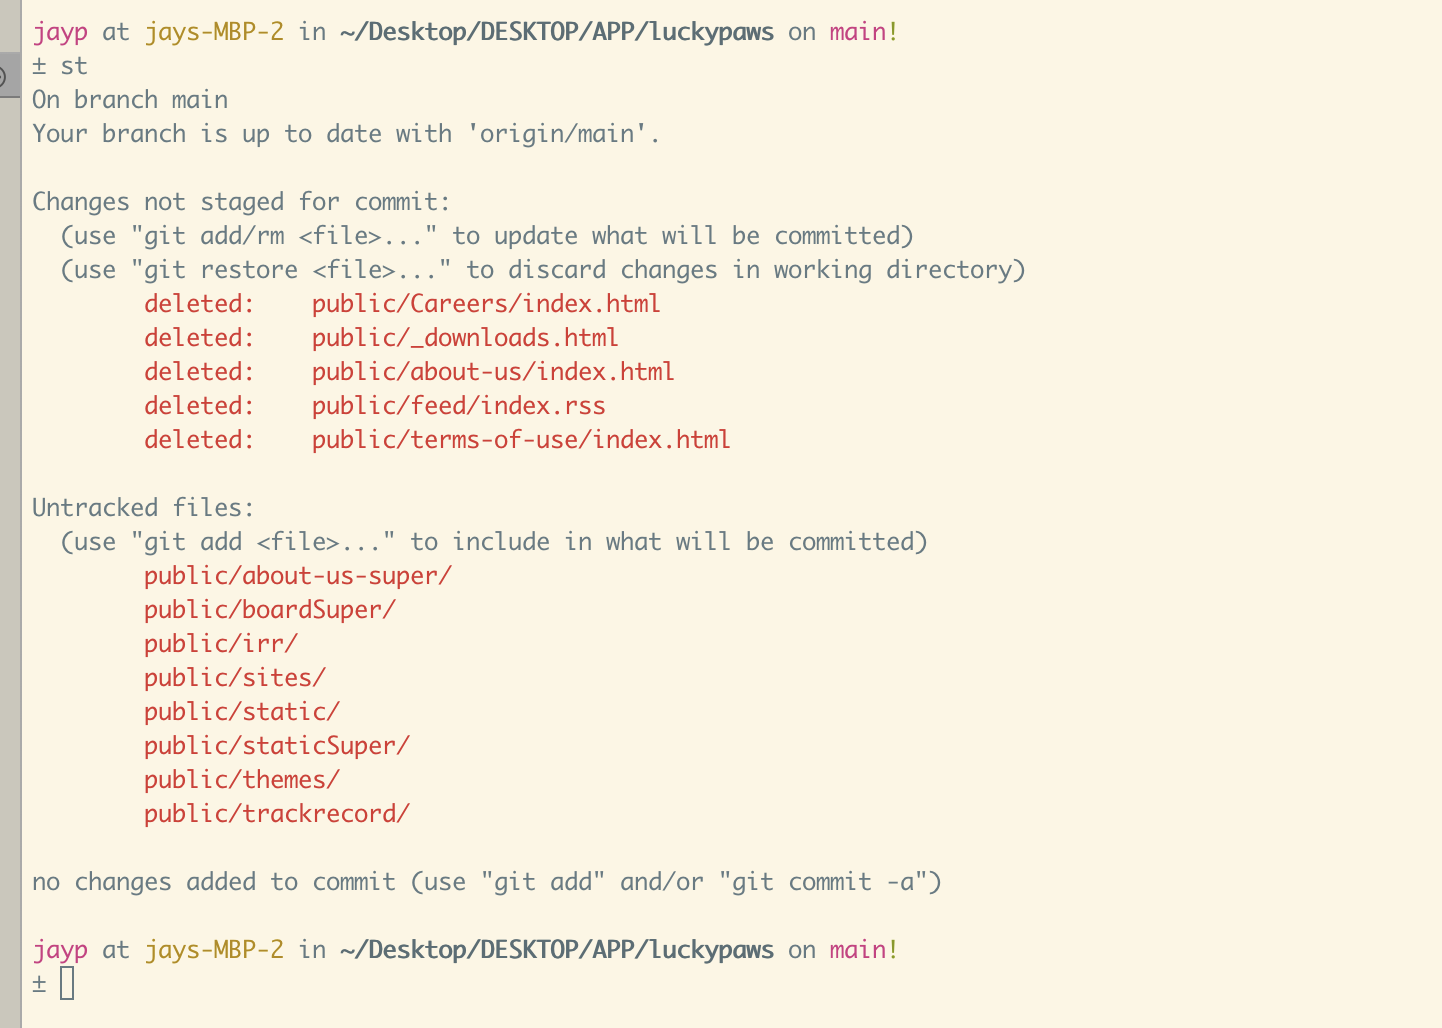 jayp at jays-MBP-2 in ~/Desktop/DESKTOP/APP/luckypaws on main!
± st
On branch main
Your branch is up to date with 'origin/main'.
Changes not staged for commit:
  (use "git add/rm <file>..." to update what will be committed)
  (use "git restore <file>..." to discard changes in working directory)
        deleted:    public/Careers/index.html
        deleted:    public/_downloads.html
        deleted:    public/about-us/index.html
        deleted:    public/feed/index.rss
        deleted:    public/terms-of-use/index.html
Untracked files:
  (use "git add <file>..." to include in what will be committed)
        public/about-us-super/
        public/boardSuper/
        public/irr/
        public/sites/
        public/static/
        public/staticSuper/
        public/themes/
        public/trackrecord/
no changes added to commit (use "git add" and/or "git commit -a")
jayp at jays-MBP-2 in ~/Desktop/DESKTOP/APP/luckypaws on main!
±